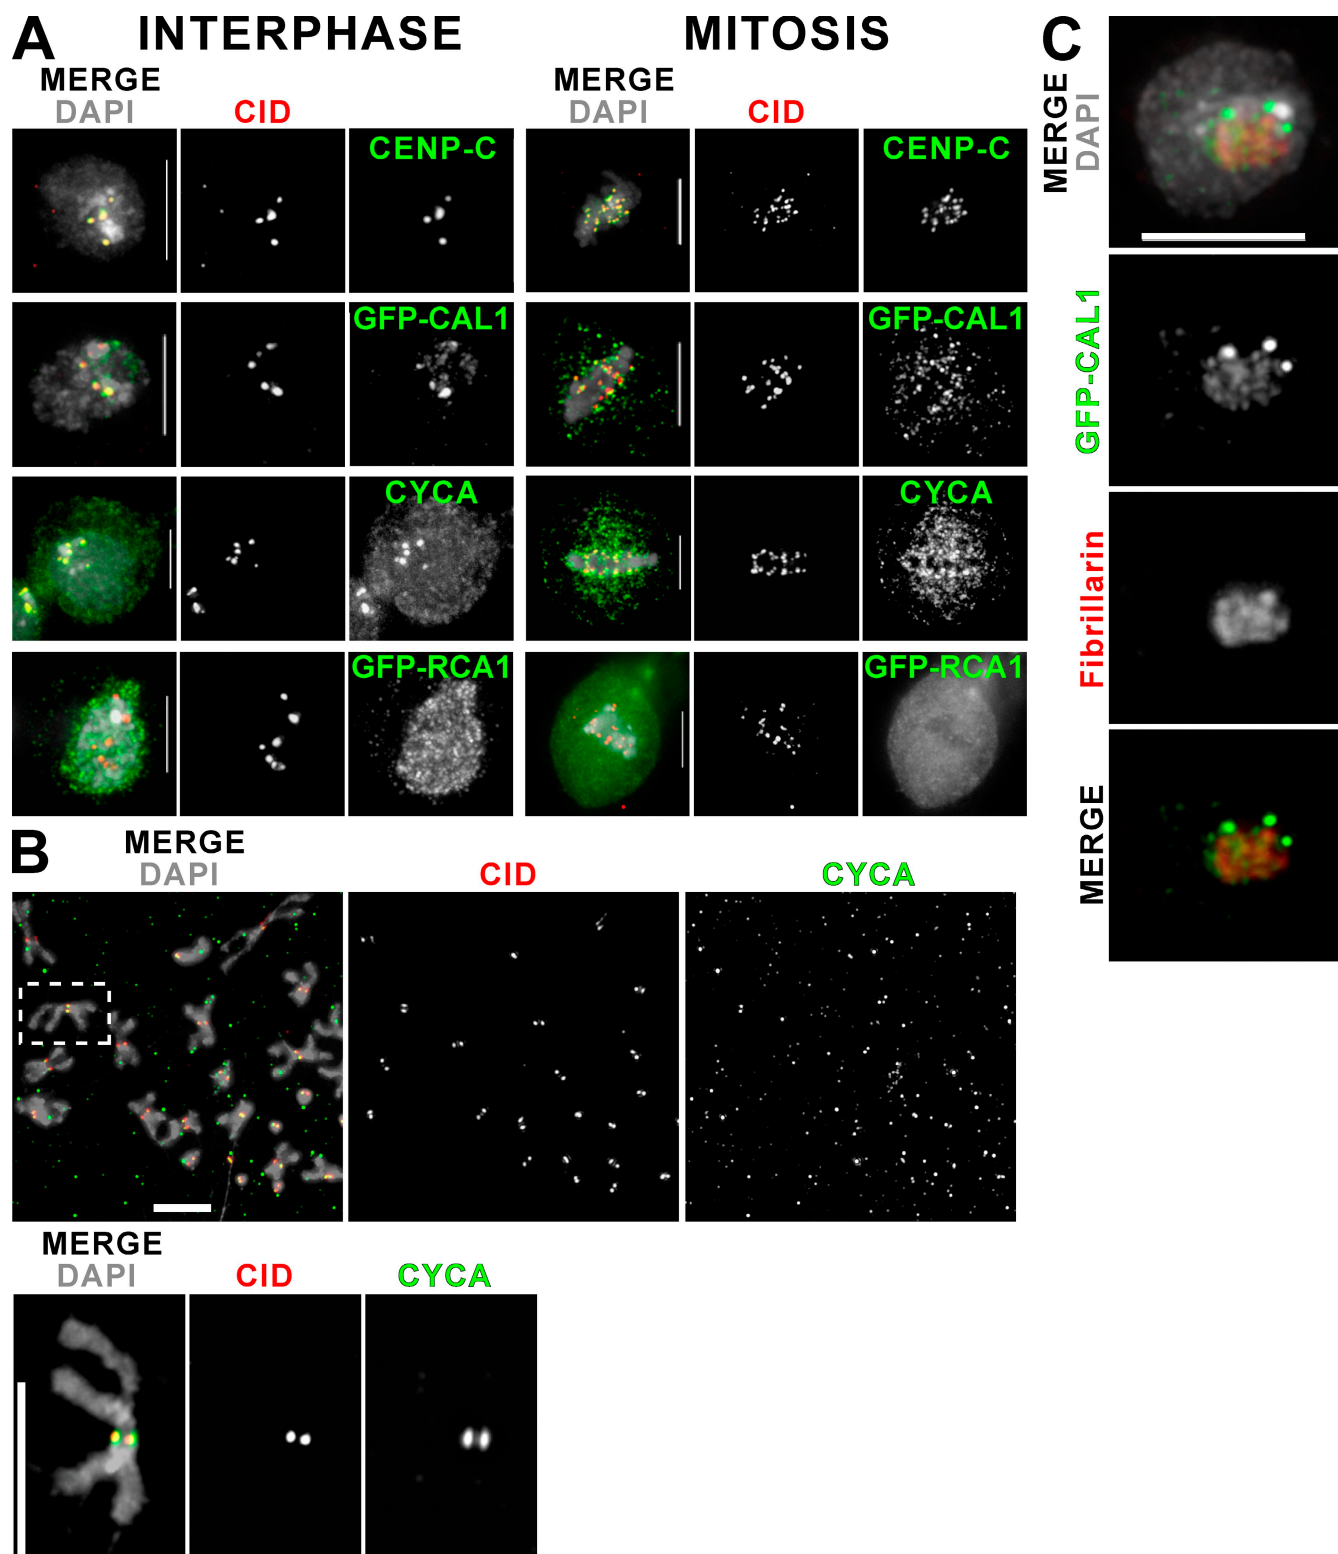 A INTERPHASE MITOSIS C
MERGE MERGE
DAPI CID DAPI CID
CENP-C CENP-C
GFP-CAL1 GFP-CAL1
CYCA CYCA
GFP-RCA1 GFP-RCA1
B MERGE
DAPI CID CYCA
MERGE
DAPI CID CYCA
MERGE
DAPI
GFP-CAL1
Fibrillarin
MERGE